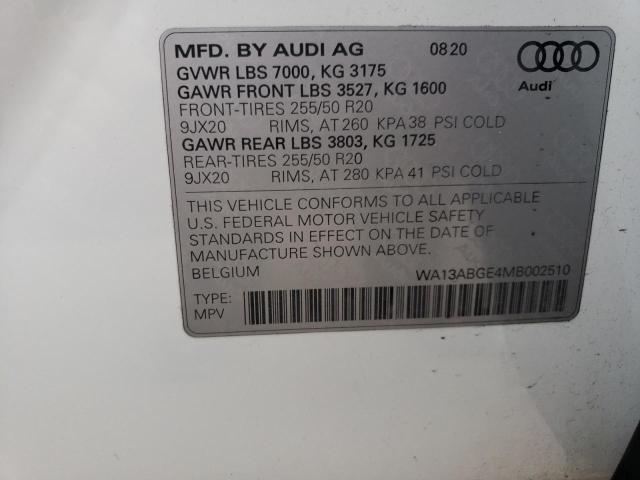 MFD. BY AUDI AG 08 20
GVWR LBS 7000, KG 3175
GAWR FRONT LBS 3527, KG 1600
FRONT-TIRES 255/50 R20
9JX20 RIMS, AT 260 KPA 38 PSI COLD
GAWR REAR LBS 3803, KG 1725
REAR-TIRES 255/50 R20
9JX20 RIMS, AT 280 KPA 41 PSI COLD
Audi
THIS VEHICLE CONFORMS TO ALL APPLICABLE
U.S. FEDERAL MOTOR VEHICLE SAFETY
STANDARDS IN EFFECT ON THE DATE OF
MANUFACTURE SHOWN ABOVE.
BELGIUM WA13ABGE4MB002510
TYPE:
MPV